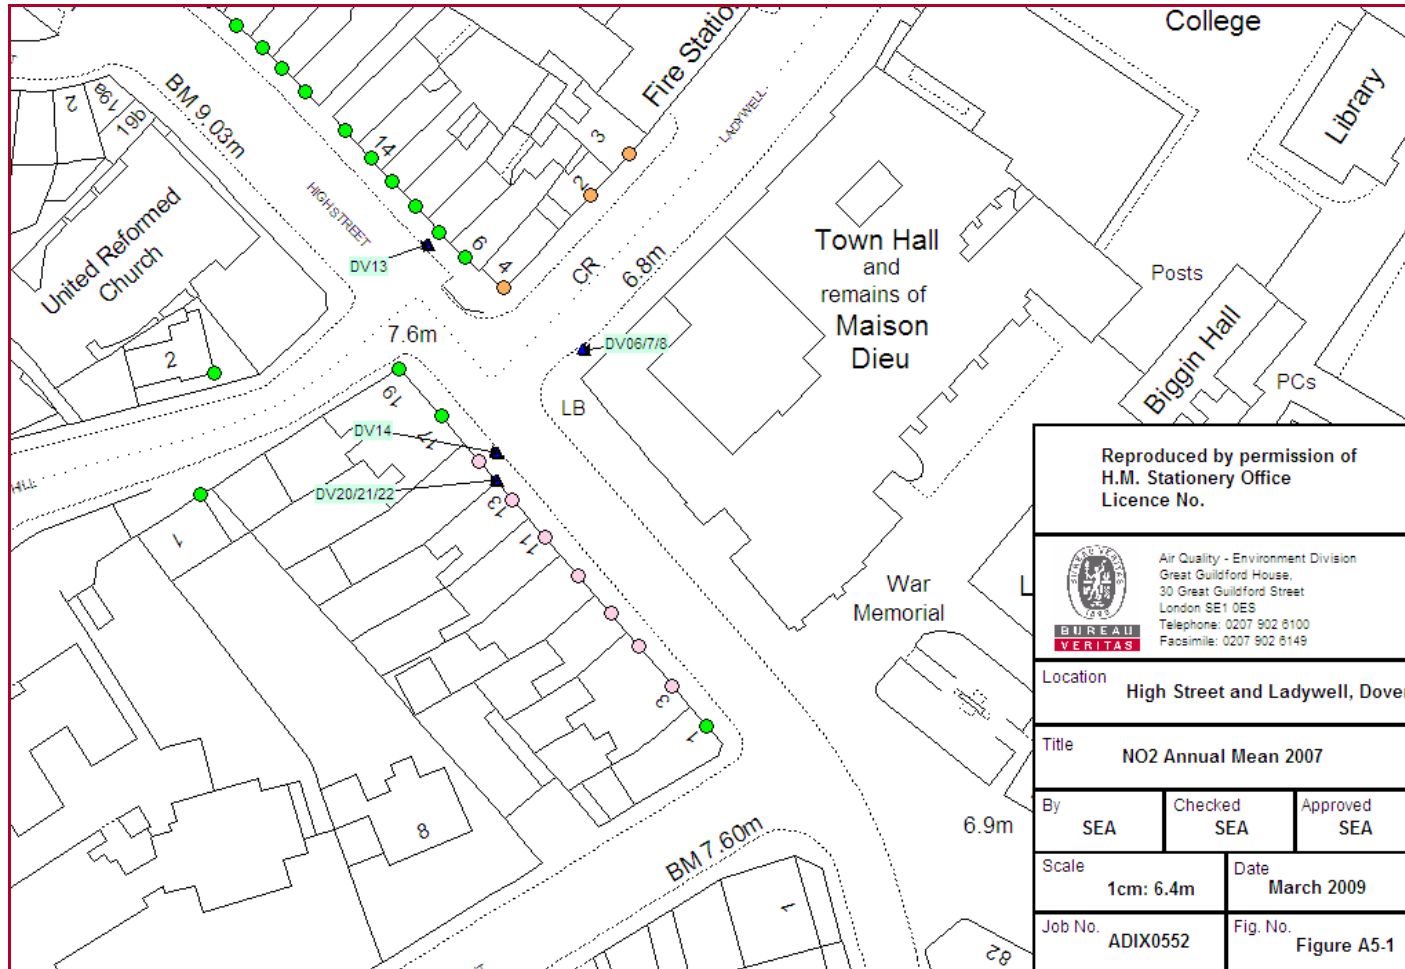 College
Fire Statio
Library
LADYWELL
BM 9.03m
2
19a
19b
14
3
2
HIGH STREET
United Reformed
Church
6
4
DV13
CR
6.8m
Town Hall
and
remains of
Maison
Dieu
Posts
Biggin Hall
PCs
7.6m
DV06/7/8
2
19
LB
17
DV14
DV20/21/22
HILL
13
11
1
War
Memorial
L
3
1
8
BM 7.60m
6.9m
1
82
Reproduced by permission of
H.M. Stationery Office
Licence No.
BUREAU VERITAS
1828
BUREAU
VERITAS
Air Quality - Environment Division
Great Guildford House,
30 Great Guildford Street
London SE1 0ES
Telephone: 0207 902 6100
Facsimile: 0207 902 6149
Location
High Street and Ladywell, Dover
Title
NO2 Annual Mean 2007
By
SEA
Checked
SEA
Approved
SEA
Scale
1cm: 6.4m
Date
March 2009
Job No.
ADIX0552
Fig. No.
Figure A5-1